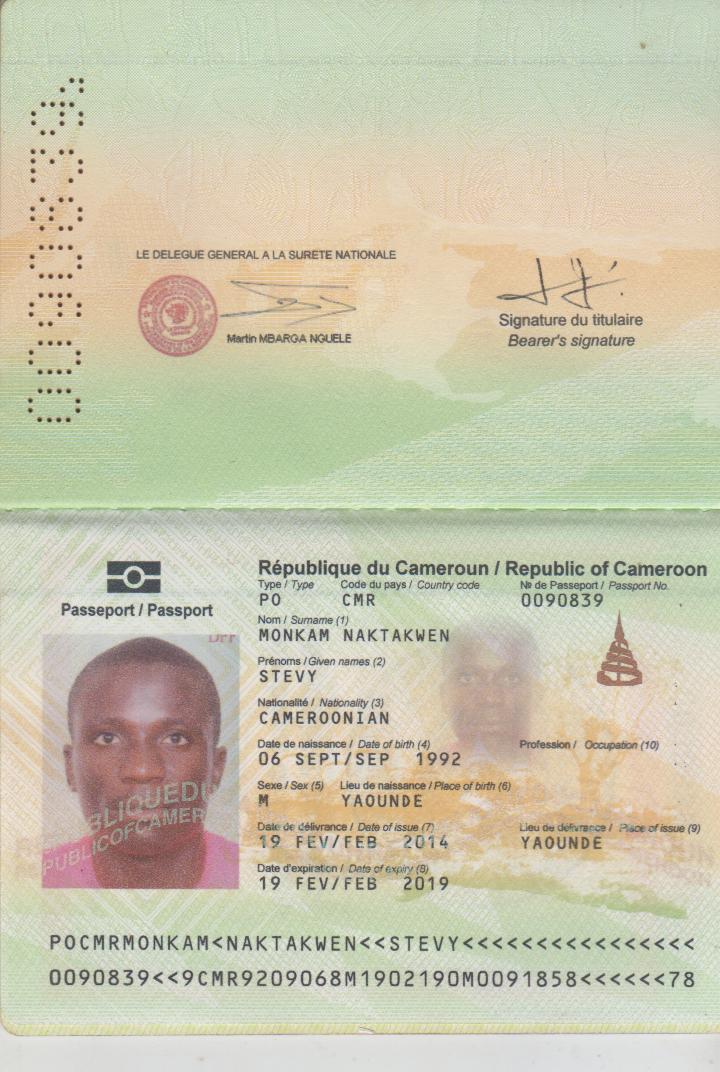 0090839
LE DELEGUE GENERAL A LA SURETE NATIONALE
Martin MBARGA NGUELE
Signature du titulaire
Bearer's signature
République du Cameroun / Republic of Cameroon
Passeport / Passport
Type / Type Code du pays / Country code № de Passeport / Passport No.
PO CMR 0090839
Nom / Surname (1)
MONKAM NAKTAKWEN
Prénoms / Given names (2)
STEVY
Nationalité / Nationality (3)
CAMEROONIAN
Date de naissance / Date of birth (4) Profession / Occupation (10)
06 SEPT/SEP 1992
Sexe / Sex (5) Lieu de naissance / Place of birth (6)
M YAOUNDE
Date de délivrance / Date of issue (7) Lieu de délivrance / Place of issue (9)
19 FEV/FEB 2014 YAOUNDE
Date d'expiration / Date of expiry (8)
19 FEV/FEB 2019
BLIQUEDU
PUBLICOFCAMER
POCMRMONKAM<NAKTAKWEN<<STEVY<<<<<<<<<<<<<<<<
0090839<<9CMR9209068M1902190M0091858<<<<<<78